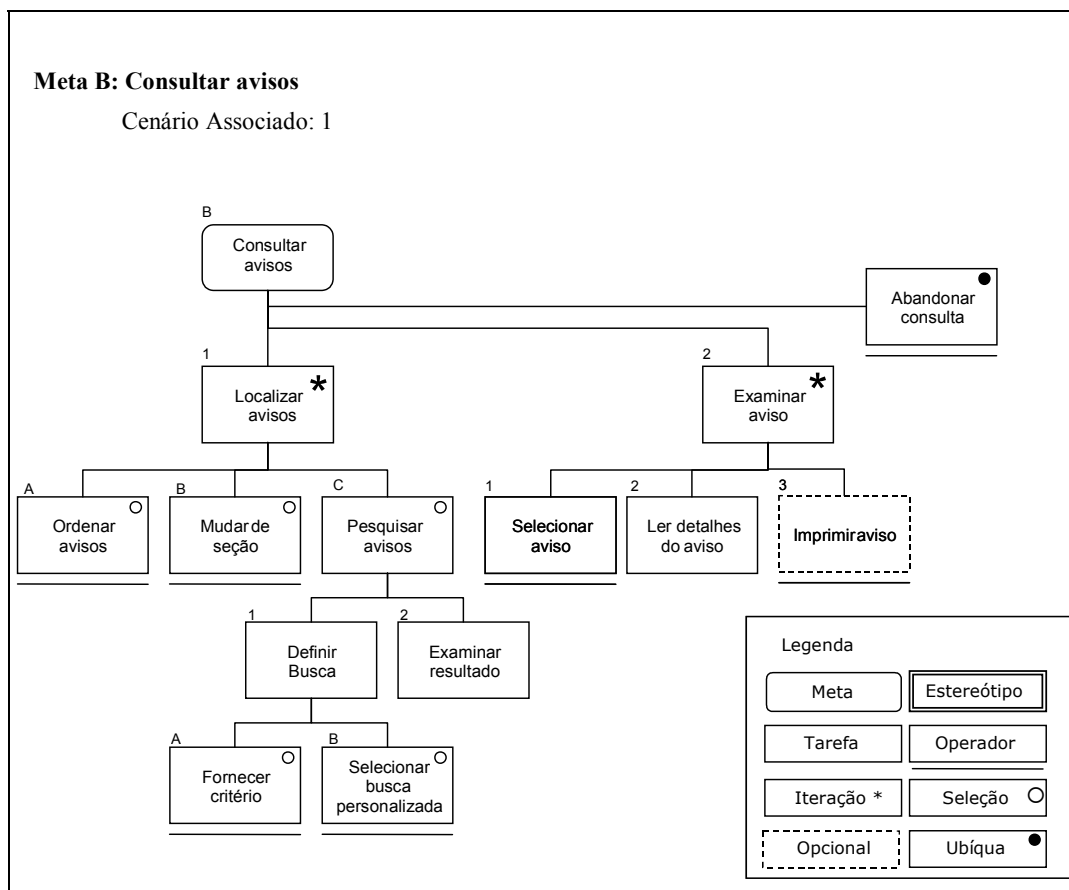 Meta B: Consultar avisos
Cenário Associado: 1
B
Consultar
avisos
Abandonar
consulta
1
Localizar
avisos
*
2
Examinar
aviso
*
A
Ordenar
avisos
B
Mudar de
seção
C
Pesquisar
avisos
1
Selecionar
aviso
2
Ler detalhes
do aviso
3
Imprimir aviso
1
Definir
Busca
2
Examinar
resultado
A
Fornecer
critério
B
Selecionar
busca
personalizada
Legenda
Meta
Estereótipo
Tarefa
Operador
Iteração *
Seleção
Opcional
Ubíqua